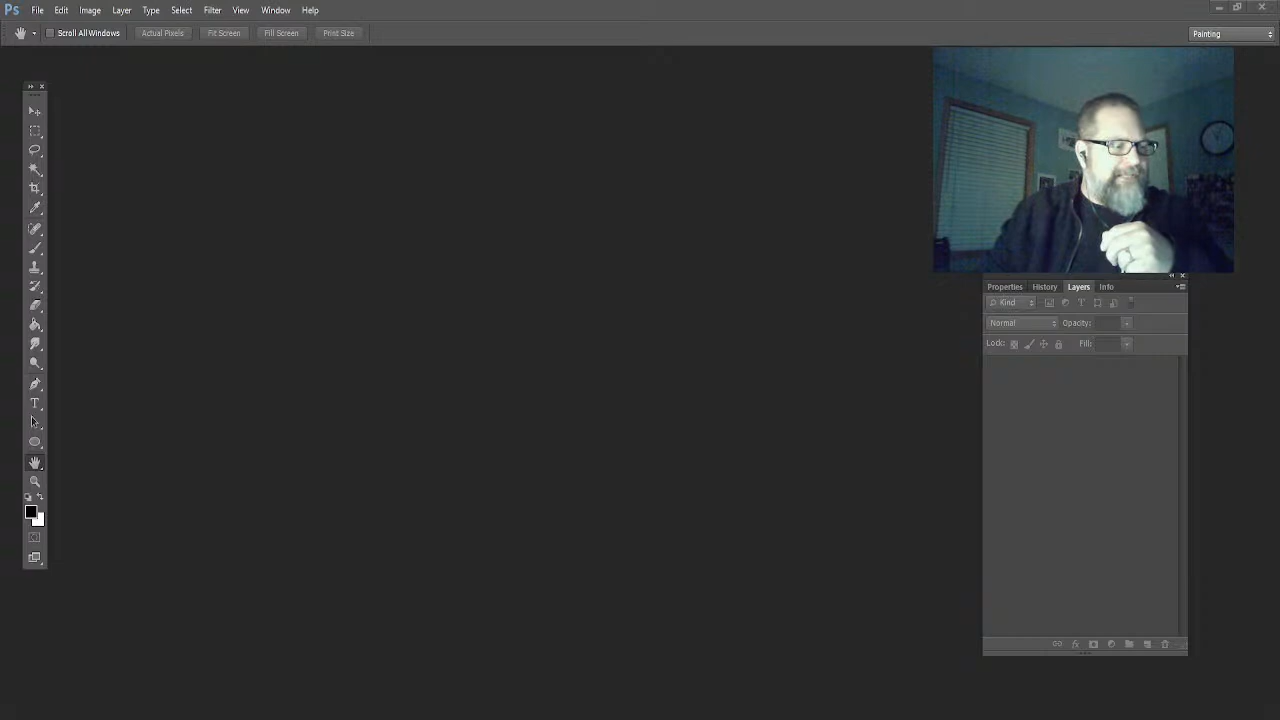 Ps File Edit Image Layer Type Select Filter View Window Help
Scroll All Windows Actual Pixels Fit Screen Fill Screen Print Size Painting
Properties History Layers Info
Kind
Normal Opacity:
Lock: Fill:
T
fx